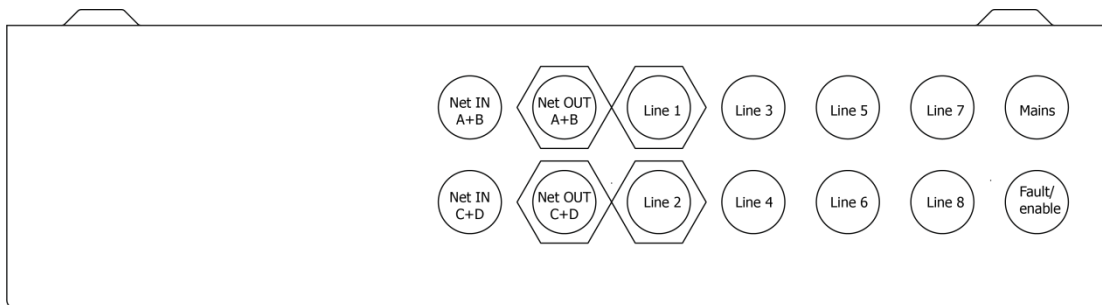 Net IN
A+B
Net OUT
A+B
Line 1
Line 3
Line 5
Line 7
Mains
Net IN
C+D
Net OUT
C+D
Line 2
Line 4
Line 6
Line 8
Fault/
enable